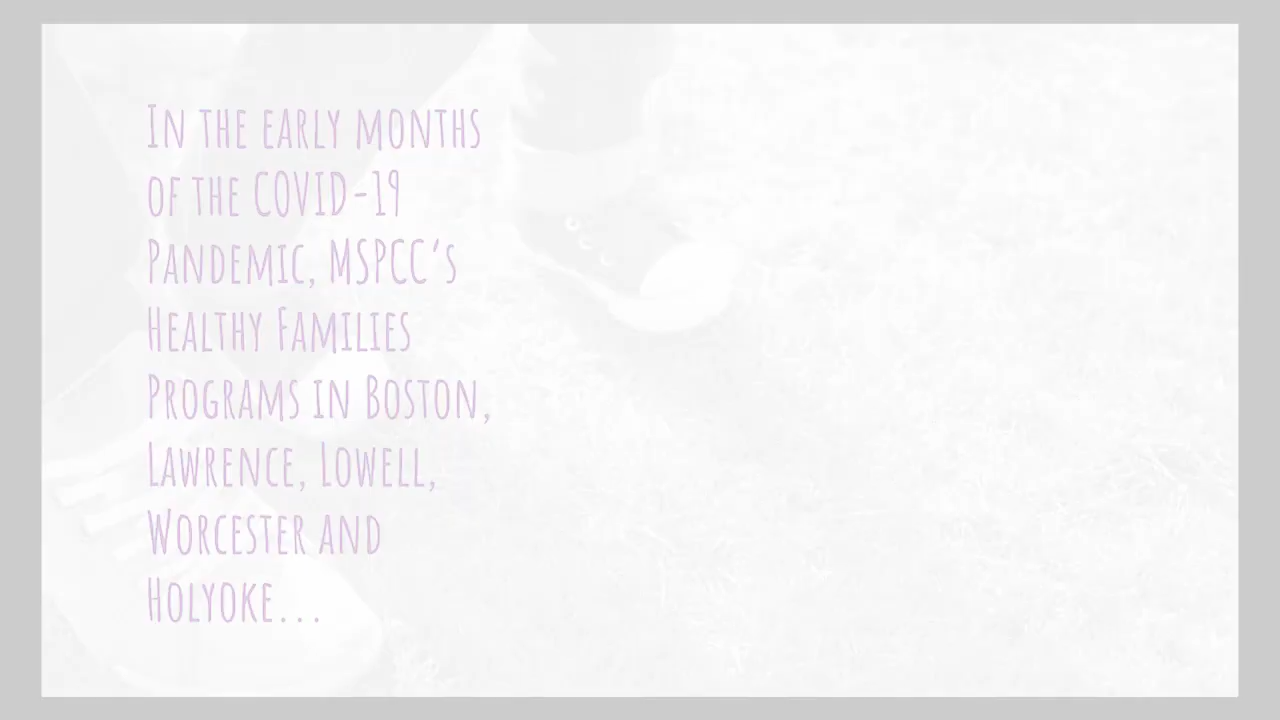 In the early months
of the COVID-19
Pandemic, MSPCC's
Healthy Families
Programs in Boston,
Lawrence, Lowell,
Worcester and
Holyoke...